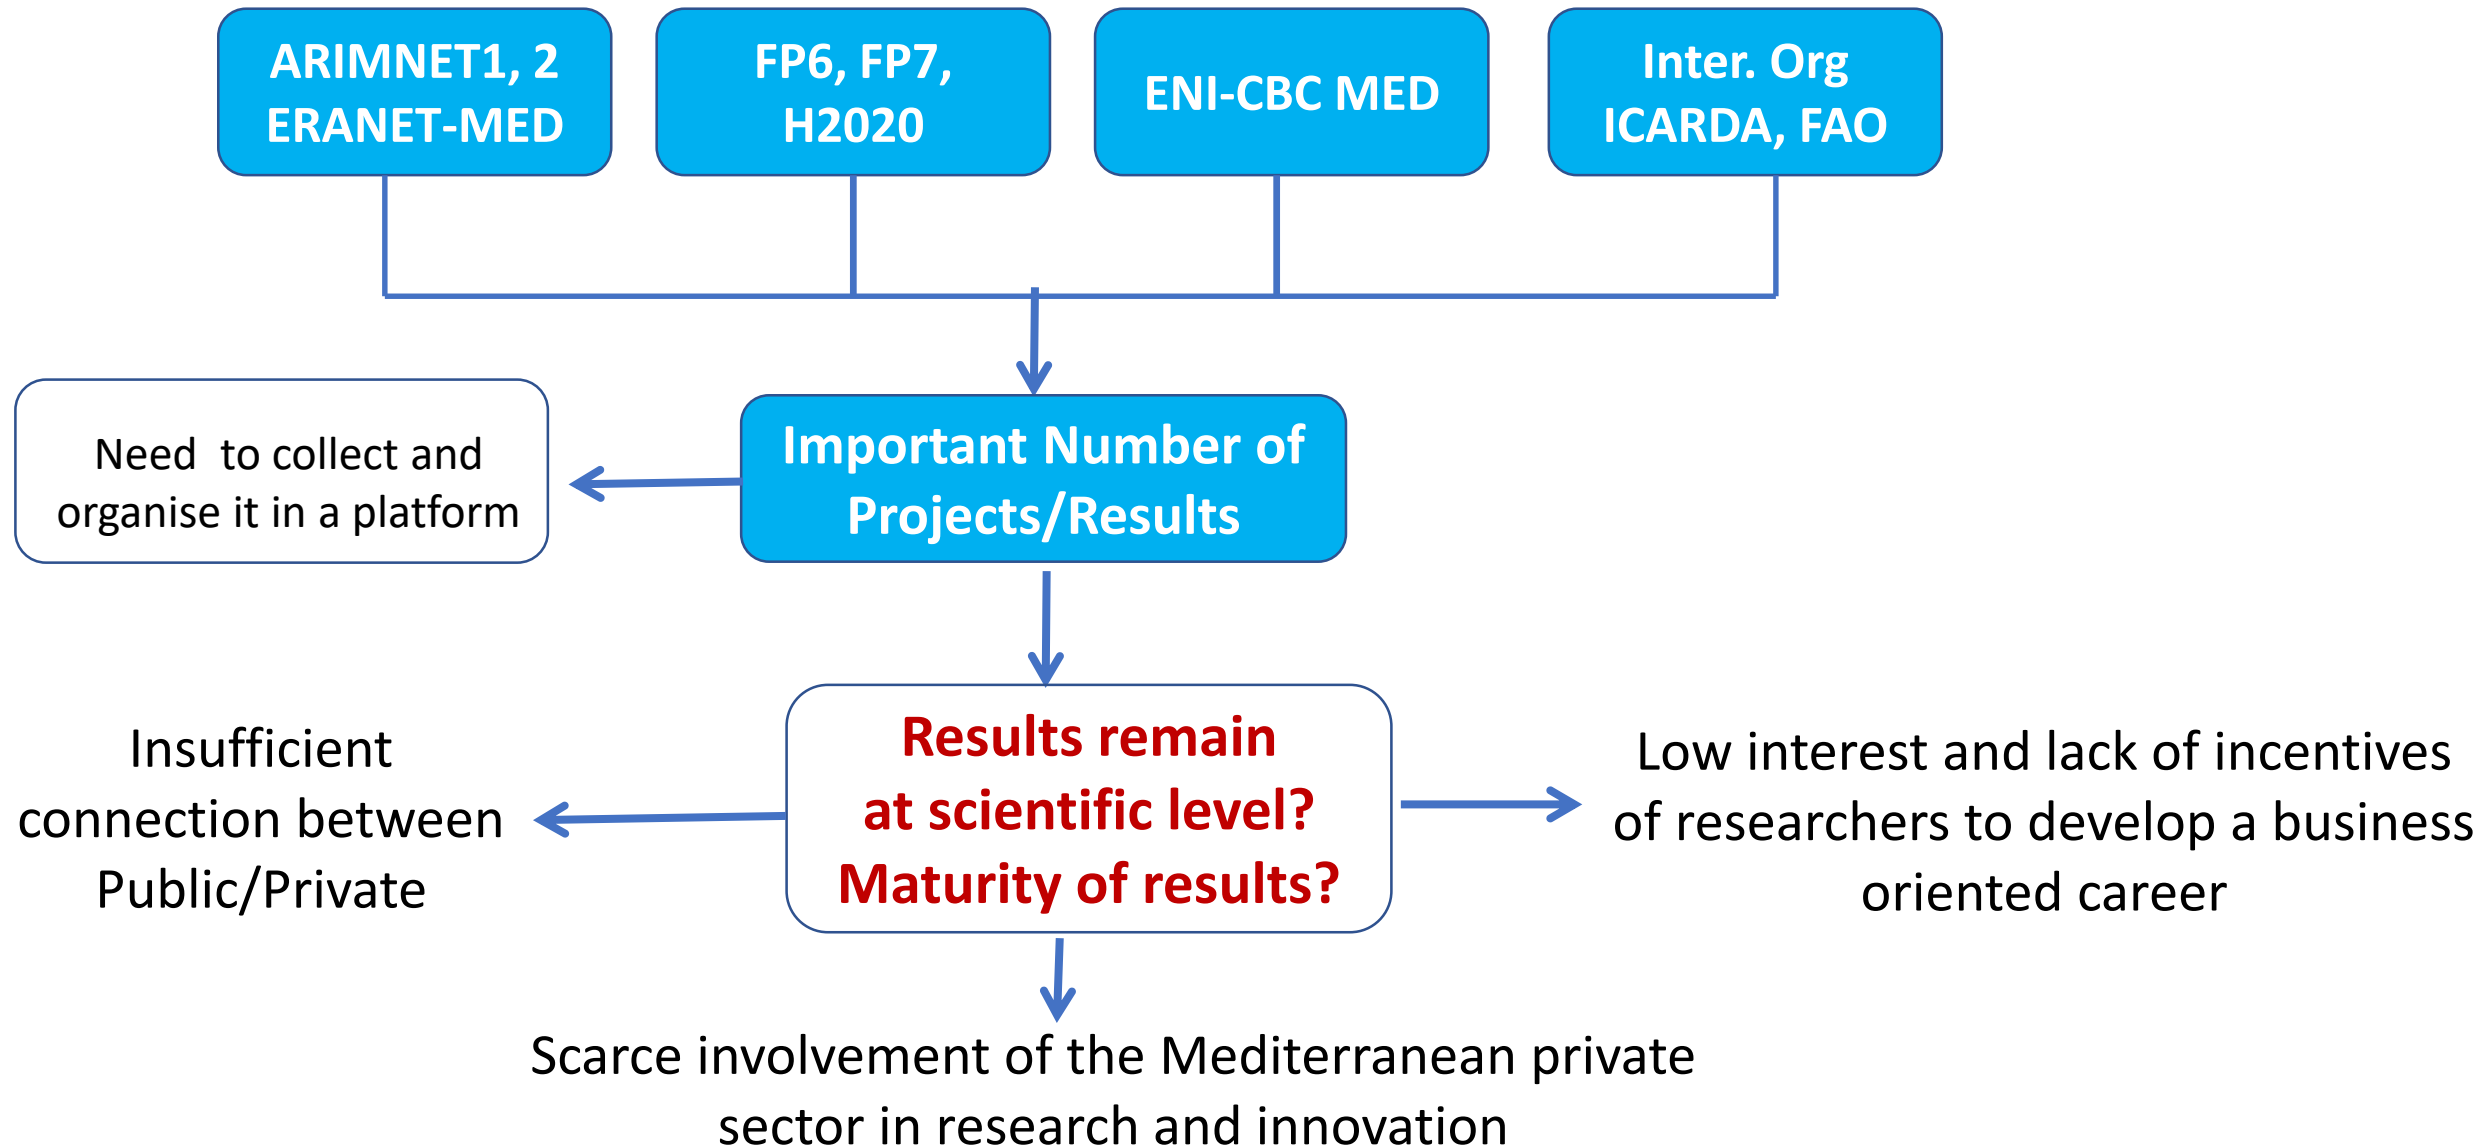 ARIMNET1, 2
ERANET-MED
FP6, FP7,
H2020
ENI-CBC MED
Inter. Org
ICARDA, FAO
Need  to collect and
organise it in a platform
Important Number of
Projects/Results
Insufficient
connection between
Public/Private
Results remain
at scientific level?
Maturity of results?
Low interest and lack of incentives
of researchers to develop a business
oriented career
Scarce involvement of the Mediterranean private
sector in research and innovation